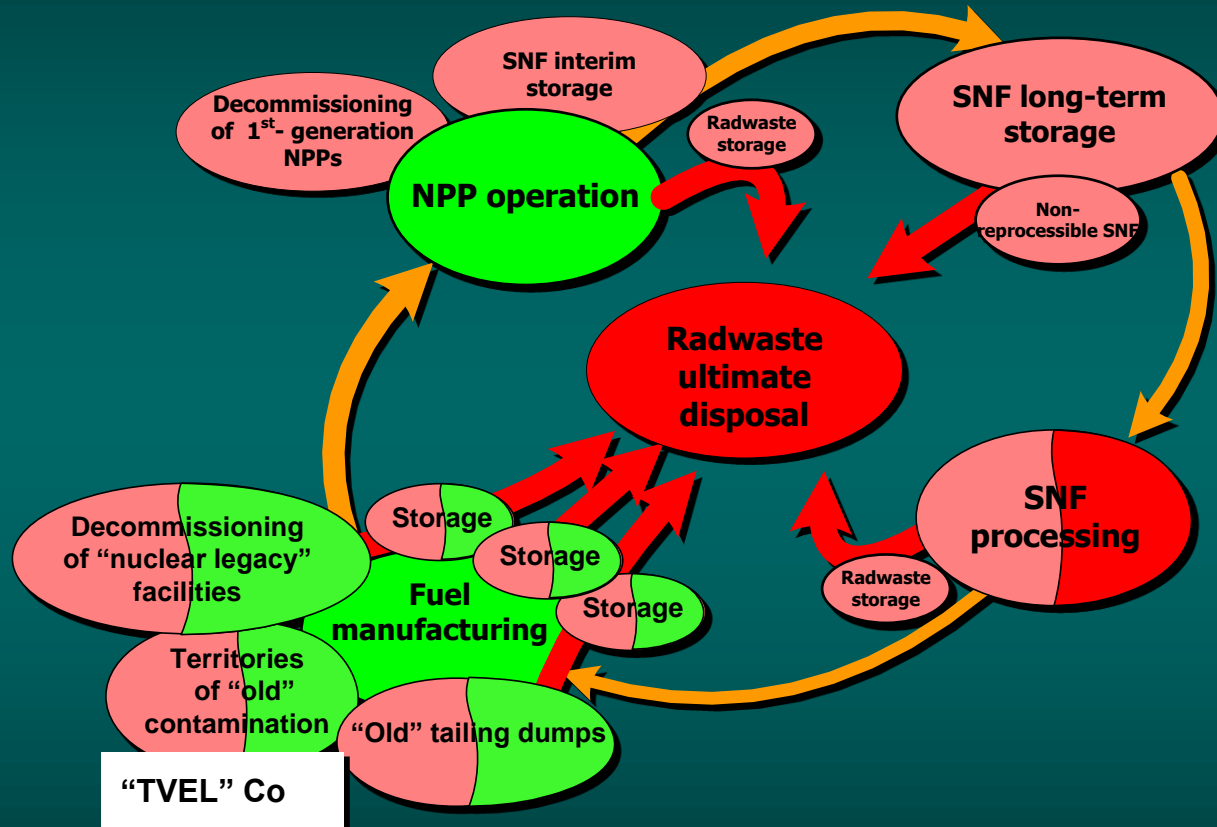 SNF interim
storage
Decommissioning
of 1st- generation
NPPs
NPP operation
Radwaste
storage
SNF long-term
storage
Non-
reprocessible SNF
Radwaste
ultimate
disposal
SNF
processing
Radwaste
storage
Storage
Storage
Storage
Decommissioning
of “nuclear legacy”
facilities
Fuel
manufacturing
Territories
of “old”
contamination
“Old” tailing dumps
“TVEL” Co